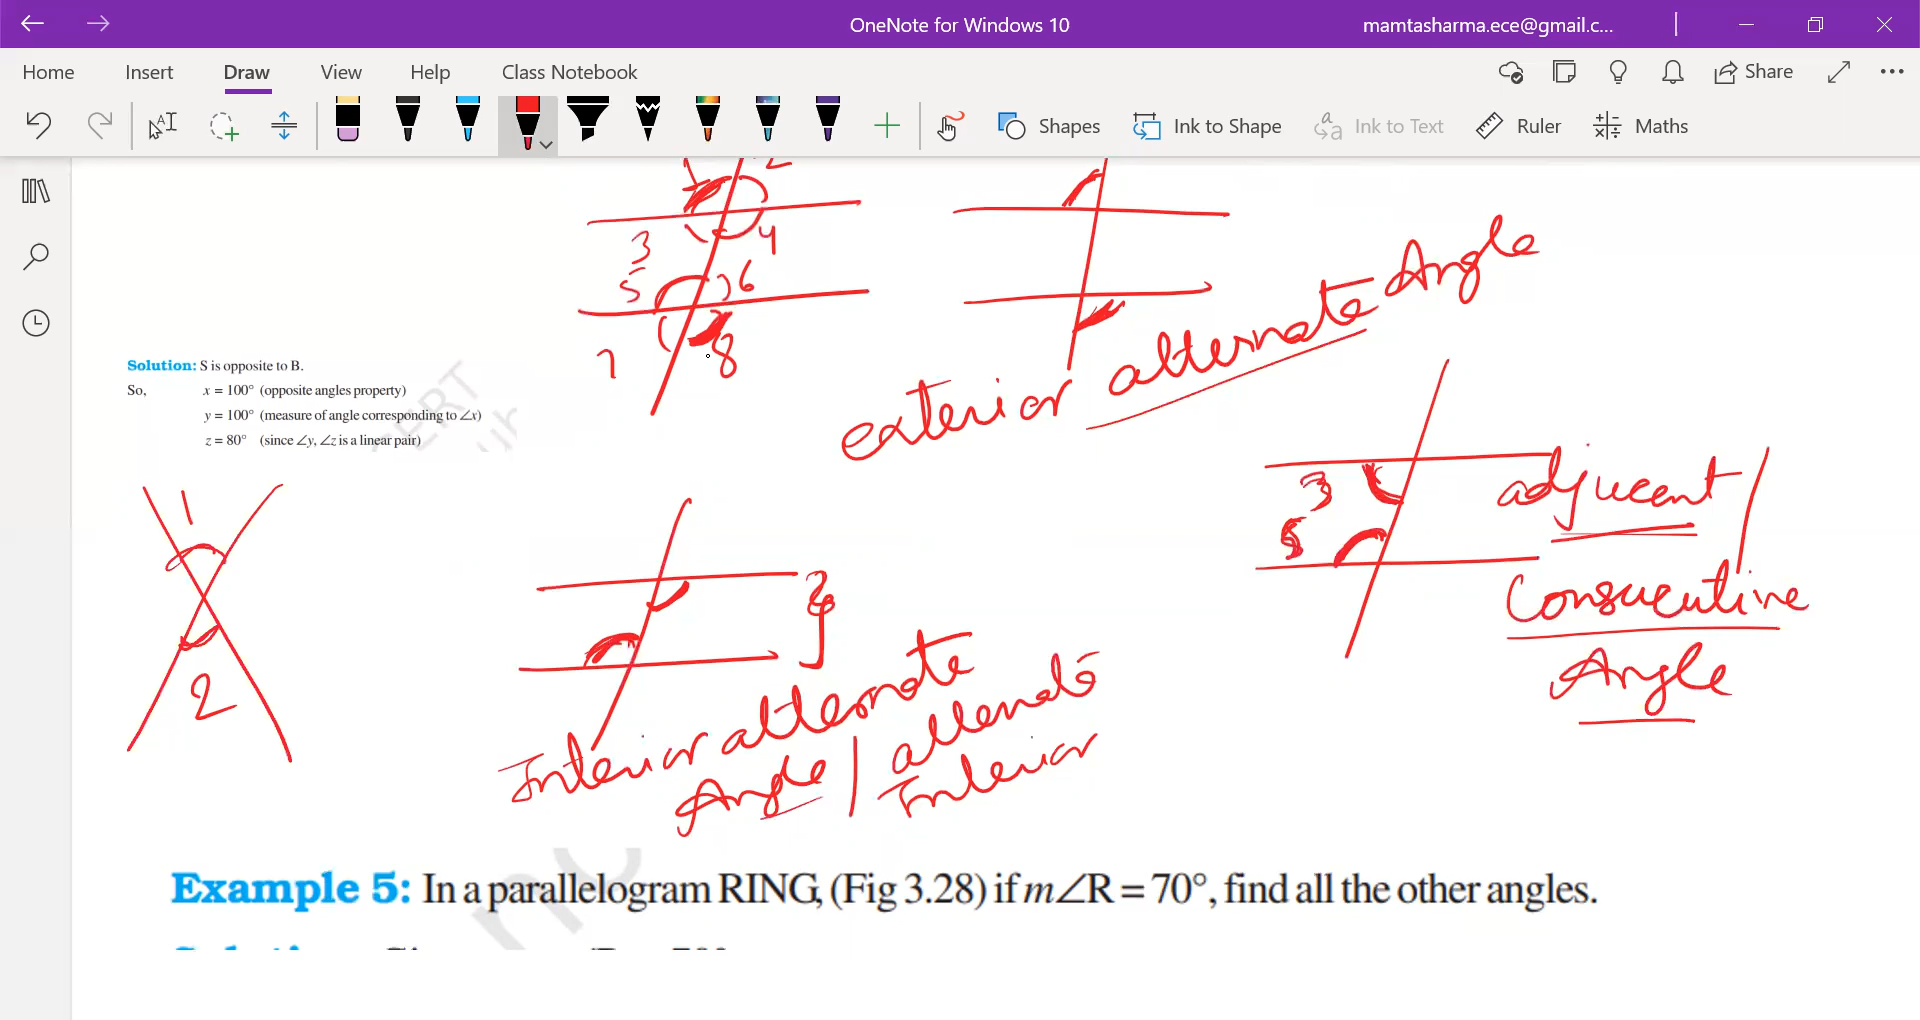 OneNote for Windows 10
mamtasharma.ece@gmail.c...
Home Insert Draw View Help Class Notebook
Share
Shapes Ink to Shape Ink to Text Ruler Maths
1 2
3 4
5 6
7 8
exterior alternate Angle
Solution: S is opposite to B.
So, x = 100° (opposite angles property)
y = 100° (measure of angle corresponding to ∠x)
z = 80° (since ∠y, ∠z is a linear pair)
1
2
3
5
adjucent /
Consucutive
Angle
Interior alternate
Angle | alternate
Interior
Example 5: In a parallelogram RING, (Fig 3.28) if m∠R = 70°, find all the other angles.